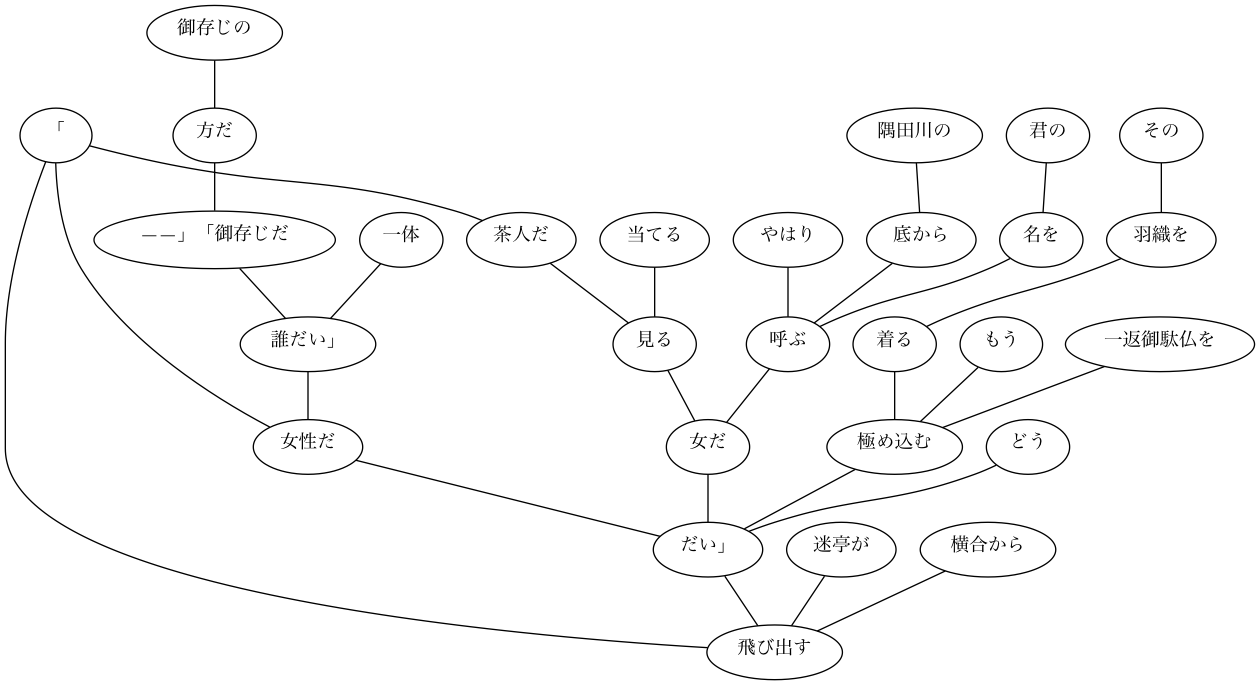 御存じの
「
方だ
隅田川の
君の
その
——」「御存じだ
一体
茶人だ
当てる
やはり
底から
名を
羽織を
誰だい」
見る
呼ぶ
着る
もう
一返御駄仏を
女性だ
女だ
極め込む
どう
だい」
迷亭が
横合から
飛び出す